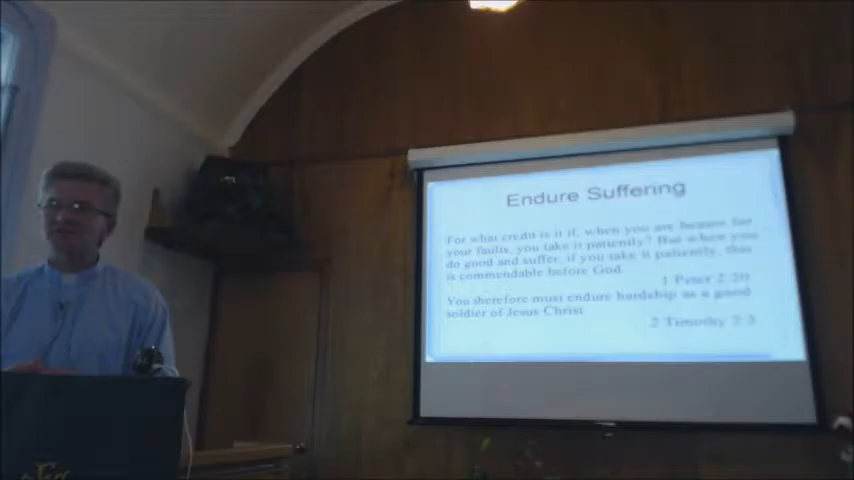 Endure Suffering
For what credit is it if, when you are beaten for
your faults, you take it patiently? But when you
do good and suffer, if you take it patiently, this
is commendable before God.
1 Peter 2:20
You therefore must endure hardship as a good
soldier of Jesus Christ
2 Timothy 2:3